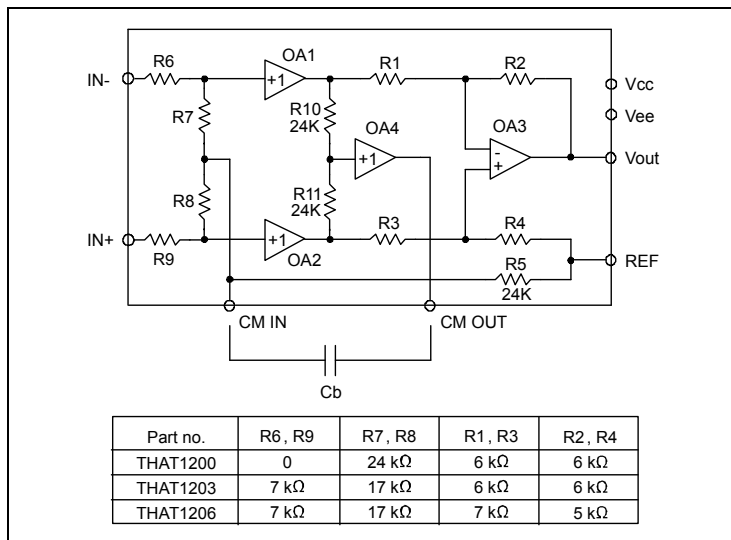 R6
OA1
R1
R2
IN-
+1
Vcc
R7
R10
24K
OA4
OA3
Vee
+1
-
+
Vout
R8
R11
24K
R3
R4
IN+
+1
R9
OA2
R5
24K
REF
CM IN
CM OUT
Cb
Part no. R6 , R9 R7 , R8 R1 , R3 R2 , R4
THAT1200 0 24 kΩ 6 kΩ 6 kΩ
THAT1203 7 kΩ 17 kΩ 6 kΩ 6 kΩ
THAT1206 7 kΩ 17 kΩ 7 kΩ 5 kΩ